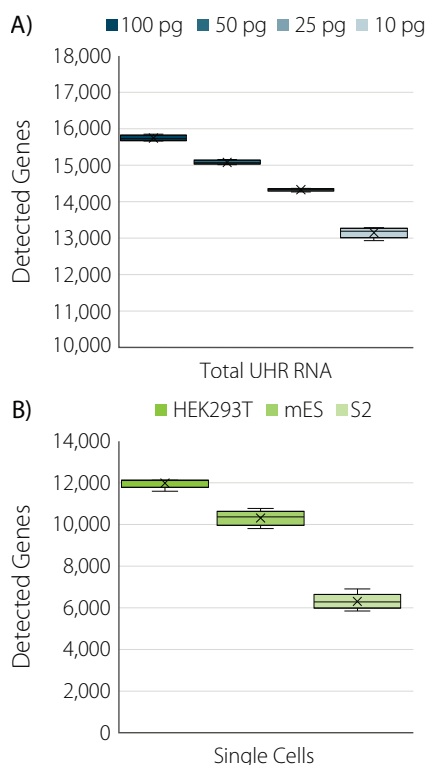 A)
100 pg 50 pg 25 pg 10 pg
18,000
17,000
16,000
15,000
14,000
13,000
12,000
11,000
10,000
Detected Genes
Total UHR RNA
B)
HEK293T mES S2
14,000
12,000
10,000
8,000
6,000
4,000
2,000
0
Detected Genes
Single Cells